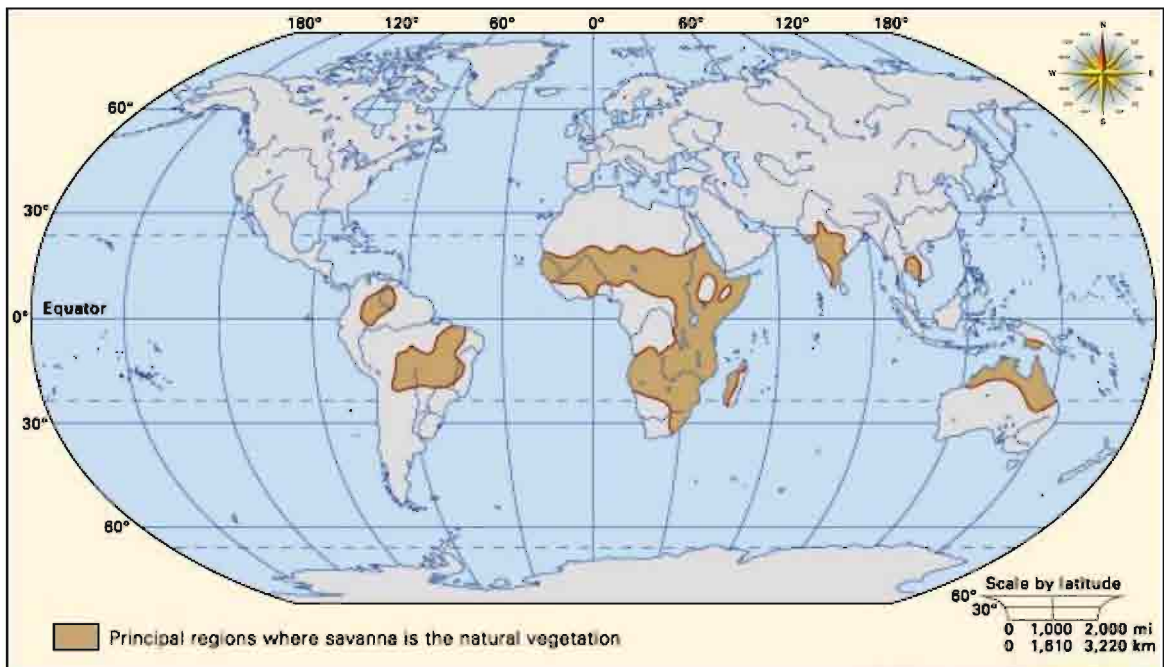 180° 120° 60° 0° 60° 120° 180°
N
W E
S
60°
30°
Equator
0°
30°
60°
Scale by latitude
60°
30°
0 1,000 2,000 mi
0 1,610 3,220 km
Principal regions where savanna is the natural vegetation